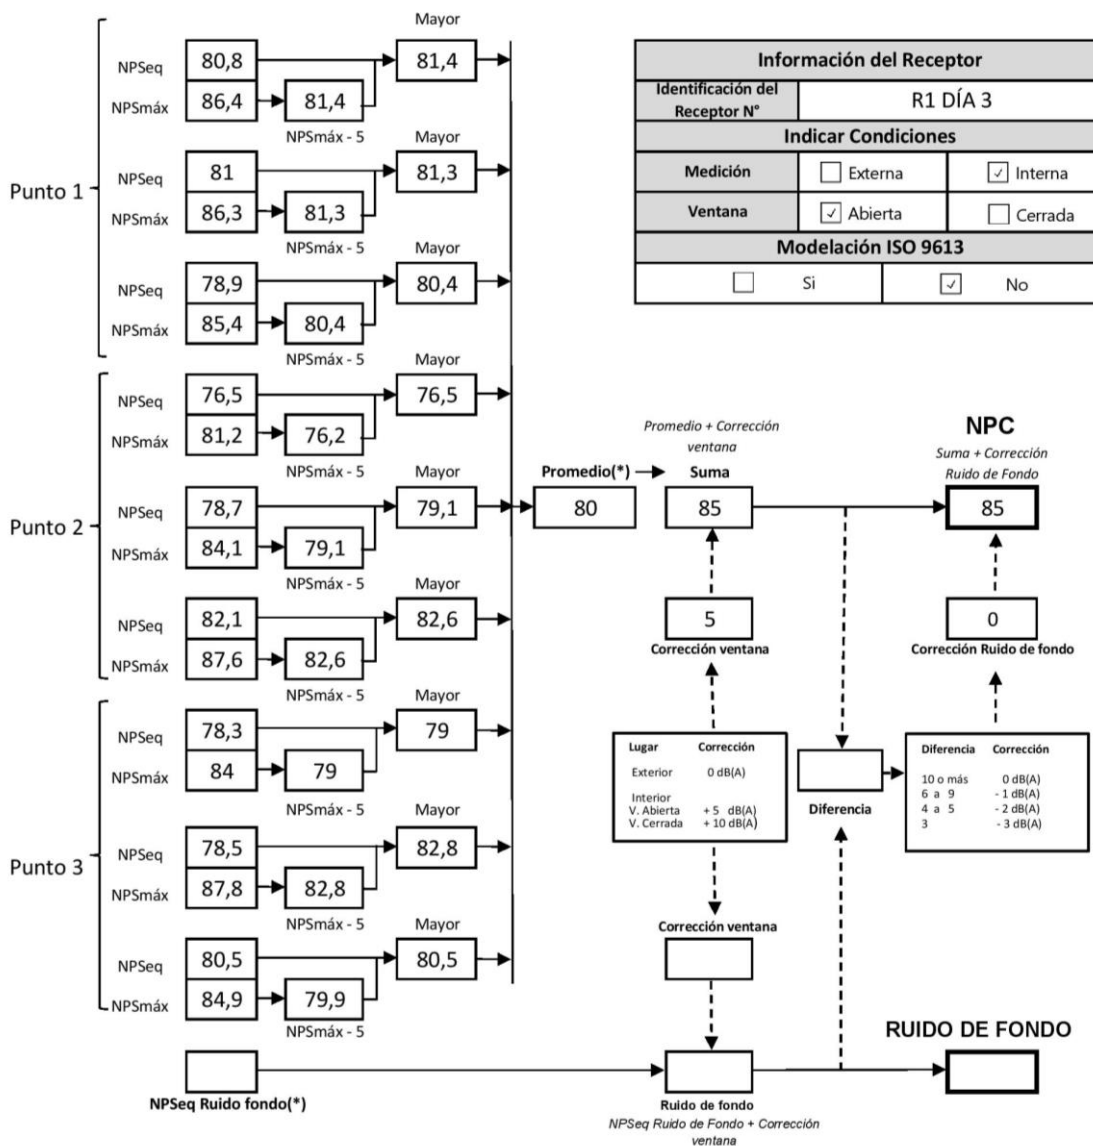 Punto 1
Mayor
NPSeq 80,8 81,4
NPSmáx 86,4 81,4
NPSmáx - 5
Mayor
NPSeq 81 81,3
NPSmáx 86,3 81,3
NPSmáx - 5
Mayor
NPSeq 78,9 80,4
NPSmáx 85,4 80,4
NPSmáx - 5
Punto 2
Mayor
NPSeq 76,5 76,5
NPSmáx 81,2 76,2
NPSmáx - 5
Mayor
NPSeq 78,7 79,1
NPSmáx 84,1 79,1
NPSmáx - 5
Mayor
NPSeq 82,1 82,6
NPSmáx 87,6 82,6
NPSmáx - 5
Punto 3
Mayor
NPSeq 78,3 79
NPSmáx 84 79
NPSmáx - 5
Mayor
NPSeq 78,5 82,8
NPSmáx 87,8 82,8
NPSmáx - 5
Mayor
NPSeq 80,5 80,5
NPSmáx 84,9 79,9
NPSmáx - 5
NPSeq Ruido fondo(*)
Información del Receptor
Identificación del
Receptor N°
R1 DÍA 3
Indicar Condiciones
Medición Externa ✓ Interna
Ventana ✓ Abierta Cerrada
Modelación ISO 9613
Si ✓ No
Promedio(*)
80
Promedio + Corrección
ventana
Suma
85
5
Corrección ventana
Lugar Corrección
Exterior 0 dB(A)
Interior
V. Abierta + 5 dB(A)
V. Cerrada + 10 dB(A)
Corrección ventana
Ruido de fondo
NPSeq Ruido de Fondo + Corrección
ventana
Diferencia
NPC
Suma + Corrección
Ruido de Fondo
85
0
Corrección Ruido de fondo
Diferencia Corrección
10 o más 0 dB(A)
6 a 9 - 1 dB(A)
4 a 5 - 2 dB(A)
3 - 3 dB(A)
RUIDO DE FONDO